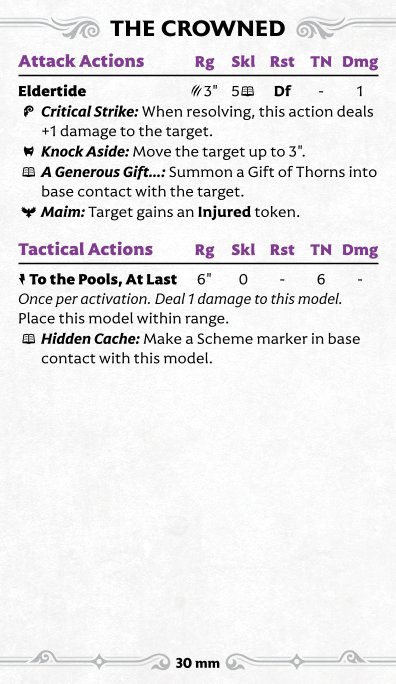 THE CROWNED
Attack Actions Rg Skl Rst TN Dmg
Eldertide 3" 5 Df - 1
Critical Strike: When resolving, this action deals
+1 damage to the target.
Knock Aside: Move the target up to 3".
A Generous Gift...: Summon a Gift of Thorns into
base contact with the target.
Maim: Target gains an Injured token.
Tactical Actions Rg Skl Rst TN Dmg
To the Pools, At Last 6" 0 - 6 -
Once per activation. Deal 1 damage to this model.
Place this model within range.
Hidden Cache: Make a Scheme marker in base
contact with this model.
30 mm